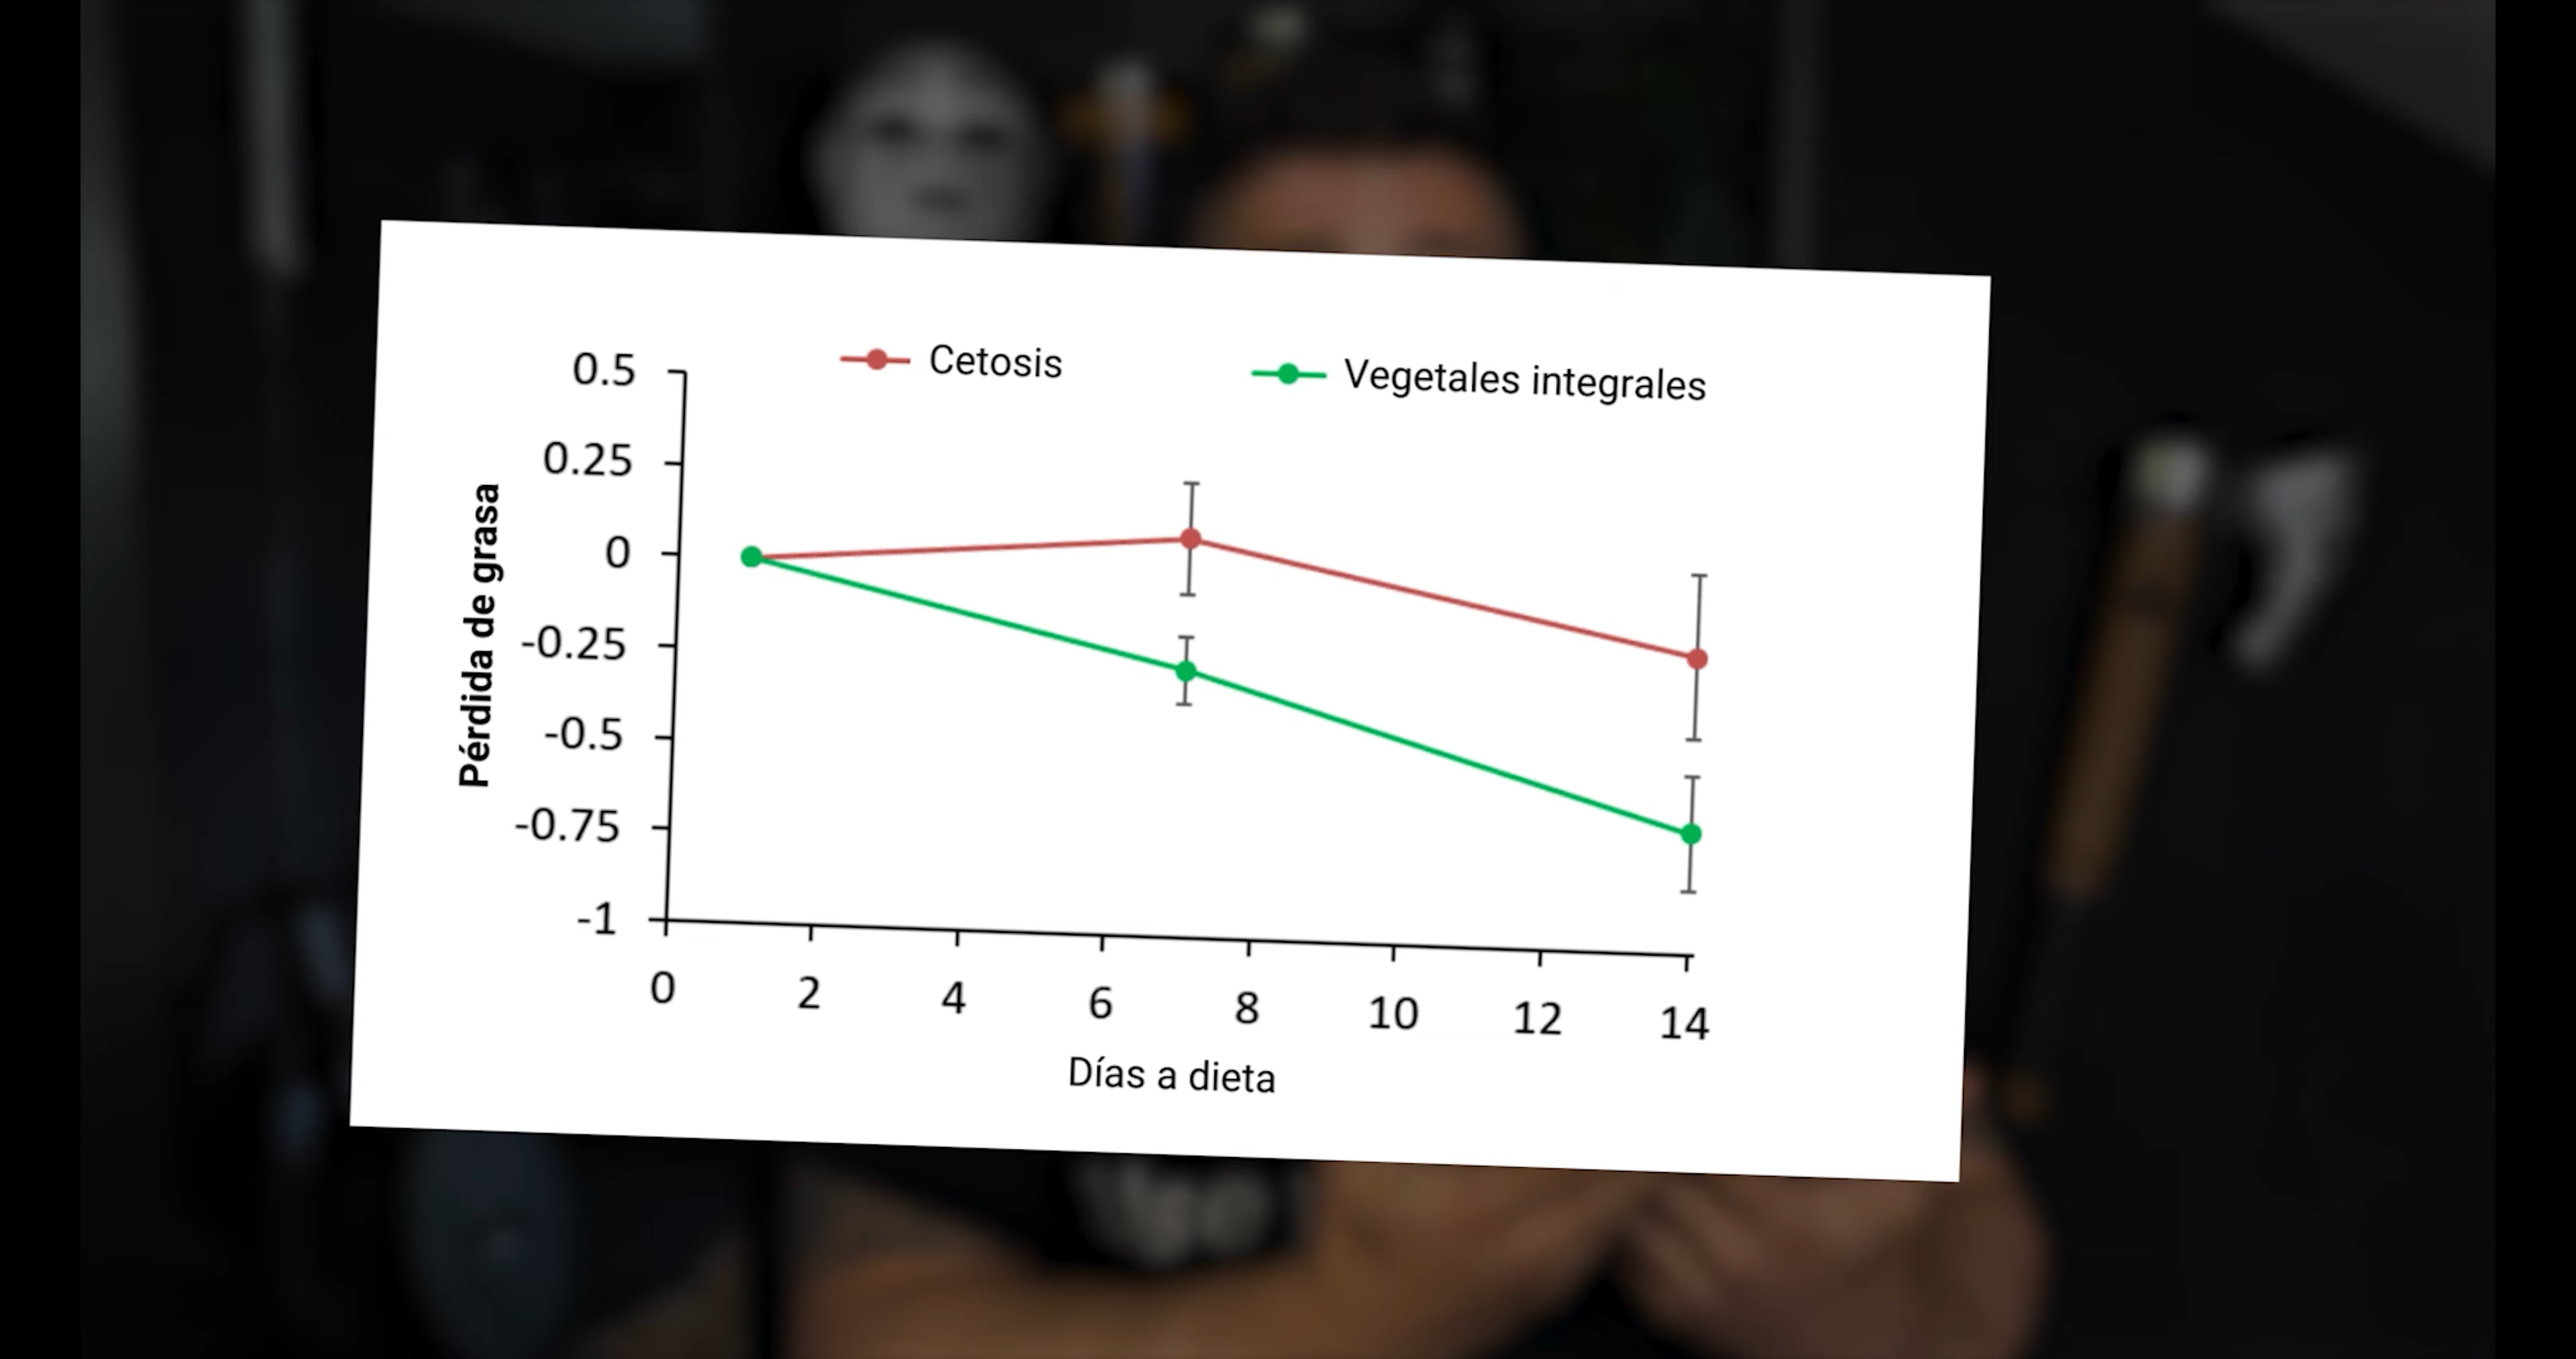 Cetosis
Vegetales integrales
0.5
0.25
0
-0.25
-0.5
-0.75
-1
Pérdida de grasa
0 2 4 6 8 10 12 14
Días a dieta